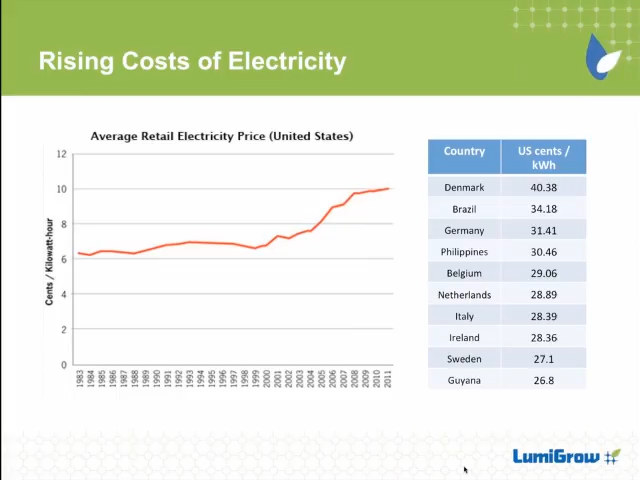 Rising Costs of Electricity
Average Retail Electricity Price (United States)
Cents / Kilowatt-hour
12
10
8
6
4
2
0
1983
1984
1985
1986
1987
1988
1989
1990
1991
1992
1993
1994
1995
1996
1997
1998
1999
2000
2001
2002
2003
2004
2005
2006
2007
2008
2009
2010
2011
Country US cents /
kWh
Denmark 40.38
Brazil 34.18
Germany 31.41
Philippines 30.46
Belgium 29.06
Netherlands 28.89
Italy 28.39
Ireland 28.36
Sweden 27.1
Guyana 26.8
LumiGrow